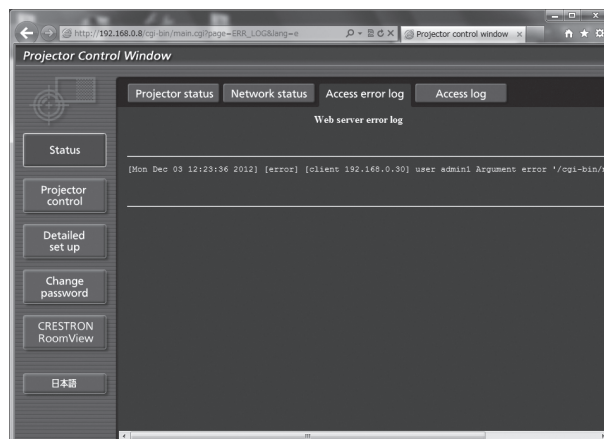 http://192.168.0.8/cgi-bin/main.cgi?page=ERR_LOG&lang=e
Projector control window
Projector Control Window
Projector status
Network status
Access error log
Access log
Web server error log
[Mon Dec 03 12:23:36 2012] [error] [client 192.168.0.30] user admin1 Argument error '/cgi-bin/
Status
Projector
control
Detailed
set up
Change
password
CRESTRON
RoomView
日本語